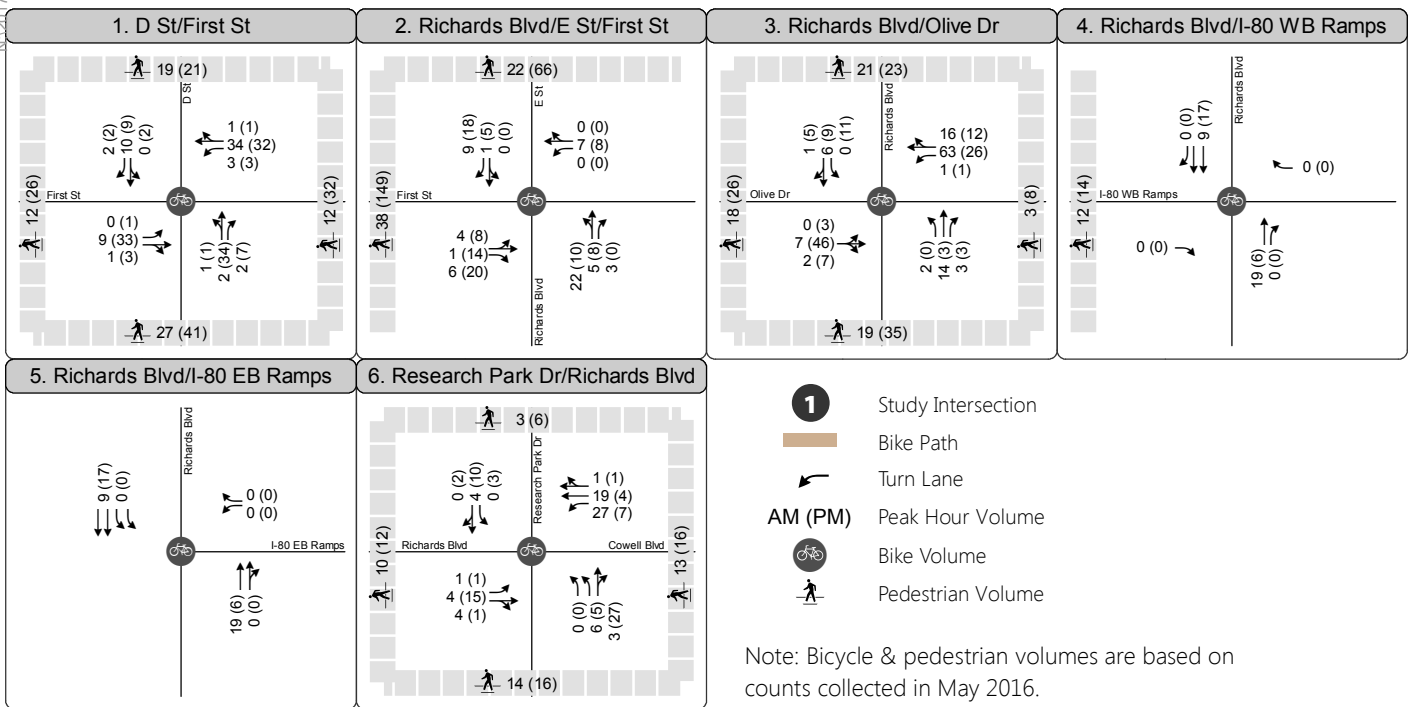 1. D St/First St
19 (21)
D St
2 (2)
10 (9)
0 (2)
1 (1)
34 (32)
3 (3)
12 (26)
First St
12 (32)
0 (1)
9 (33)
1 (3)
1 (1)
2 (34)
2 (7)
27 (41)
2. Richards Blvd/E St/First St
22 (66)
E St
9 (18)
1 (5)
0 (0)
0 (0)
7 (8)
0 (0)
38 (149)
First St
4 (8)
1 (14)
6 (20)
22 (10)
5 (8)
3 (0)
Richards Blvd
3. Richards Blvd/Olive Dr
21 (23)
Richards Blvd
1 (5)
6 (9)
0 (11)
16 (12)
63 (26)
1 (1)
18 (26)
Olive Dr
3 (8)
0 (3)
7 (46)
2 (7)
2 (0)
14 (3)
3 (3)
19 (35)
4. Richards Blvd/I-80 WB Ramps
Richards Blvd
0 (0)
9 (17)
0 (0)
12 (14)
I-80 WB Ramps
0 (0)
19 (6)
0 (0)
5. Richards Blvd/I-80 EB Ramps
Richards Blvd
9 (17)
0 (0)
0 (0)
0 (0)
I-80 EB Ramps
19 (6)
0 (0)
6. Research Park Dr/Richards Blvd
3 (6)
Research Park Dr
0 (2)
4 (10)
0 (3)
1 (1)
19 (4)
27 (7)
10 (12)
Richards Blvd
Cowell Blvd
13 (16)
1 (1)
4 (15)
4 (1)
0 (0)
6 (5)
3 (27)
14 (16)
1 Study Intersection
Bike Path
Turn Lane
AM (PM) Peak Hour Volume
Bike Volume
Pedestrian Volume
Note: Bicycle & pedestrian volumes are based on
counts collected in May 2016.